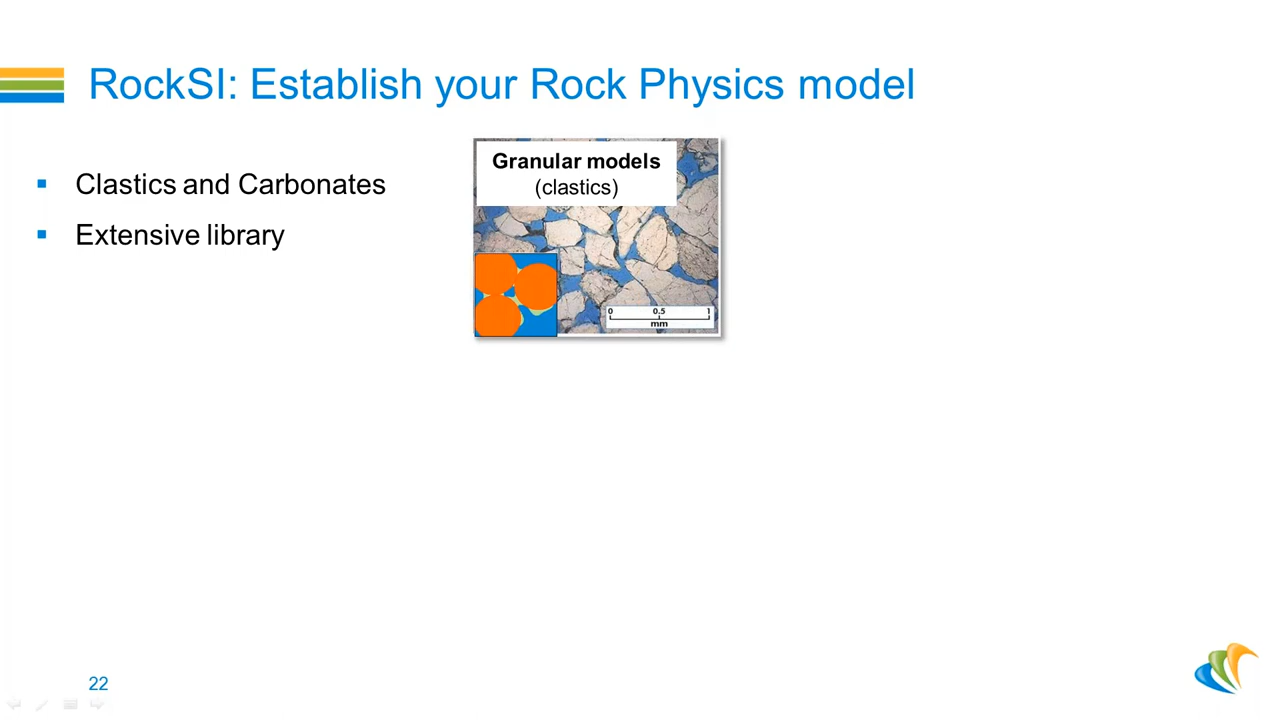 RockSI: Establish your Rock Physics model
Clastics and Carbonates
Extensive library
Granular models
(clastics)
0 0.5 1
mm
22